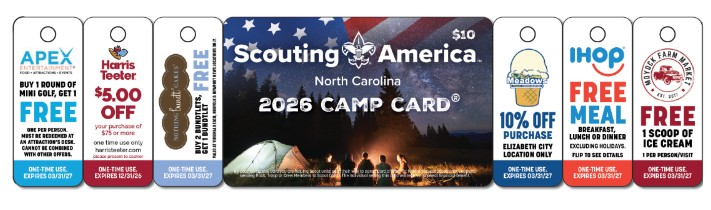 APEX
ENTERTAINMENT
FOOD • ATTRACTIONS • EVENTS
BUY 1 ROUND OF
MINI GOLF, GET 1
FREE
ONE PER PERSON.
MUST BE REDEEMED AT
AN ATTRACTION'S DESK.
CANNOT BE COMBINED
WITH OTHER OFFERS.
ONE-TIME USE.
EXPIRES 03/31/27
Harris
Teeter
$5.00
OFF
your purchase of
$75 or more
one time use only
harristeeter.com
please present to cashier
ONE-TIME USE.
EXPIRES 12/31/26
NOTHING bundt CAKES
BUY 2 BUNDTLETS,
GET 1 BUNDTLET
FREE
ONE-TIME USE.
EXPIRES 03/31/27
$10
Scouting America
North Carolina
2026 CAMP CARD®
Meadow
10% OFF
PURCHASE
ELIZABETH CITY
LOCATION ONLY
ONE-TIME USE.
EXPIRES 03/31/27
IHOP
FREE
MEAL
BREAKFAST,
LUNCH OR DINNER
EXCLUDING HOLIDAYS.
FLIP TO SEE DETAILS
ONE-TIME USE.
EXPIRES 03/31/27
MOYOCK FARM MARKET
EST. 2021
FREE
1 SCOOP OF
ICE CREAM
1 PER PERSON/VISIT
ONE-TIME USE.
EXPIRES 03/31/27